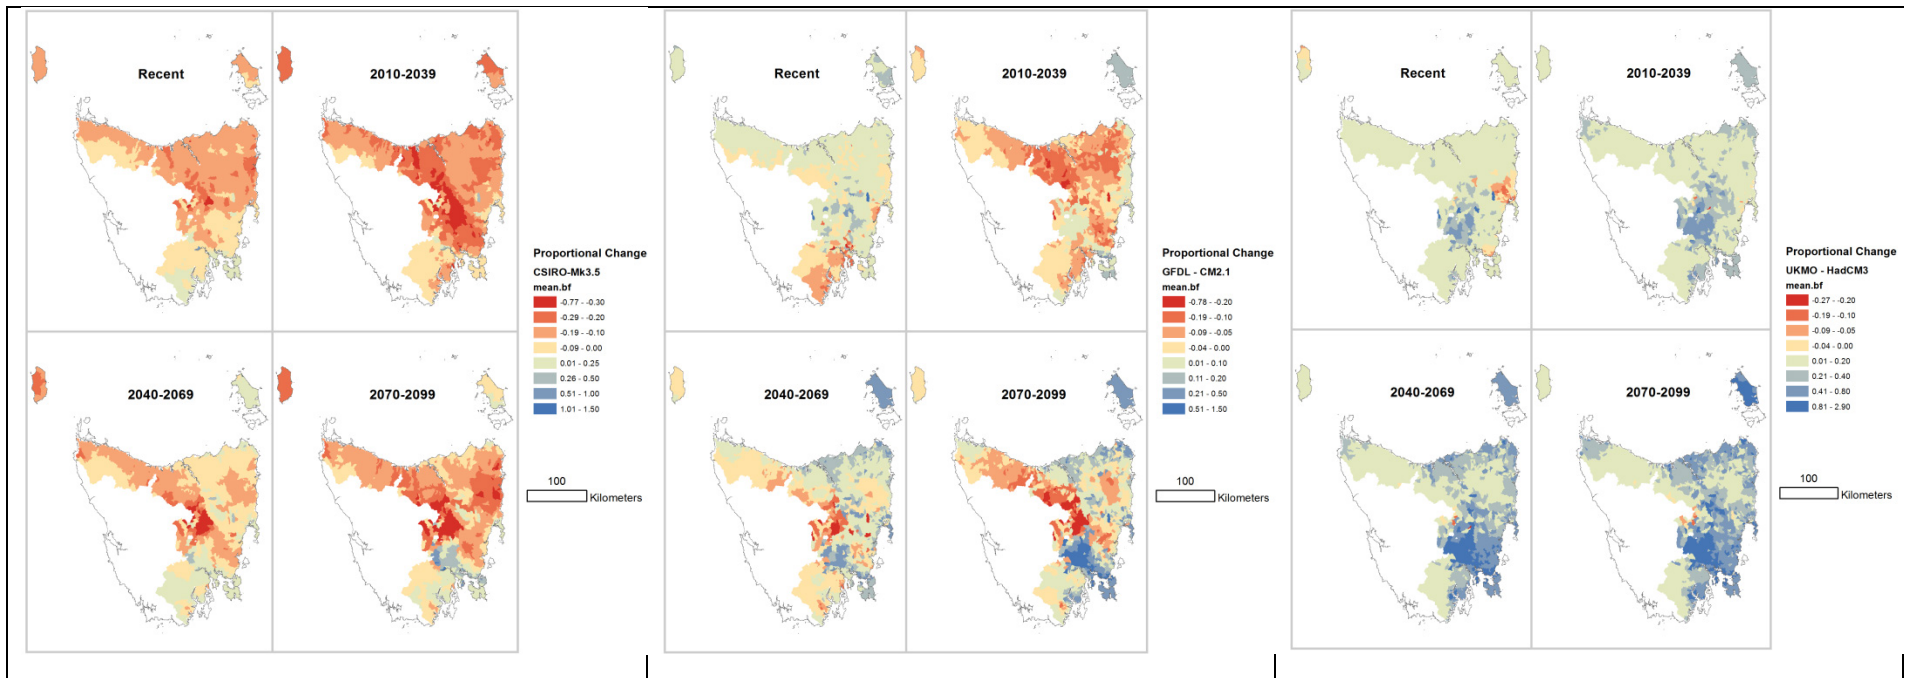 Recent
2010-2039
2040-2069
2070-2099
Proportional Change
CSIRO-Mk3.5
mean.bf
-0.77 - -0.30
-0.29 - -0.20
-0.19 - -0.10
-0.09 - 0.00
0.01 - 0.25
0.26 - 0.50
0.51 - 1.00
1.01 - 1.50
100
Kilometers
Recent
2010-2039
2040-2069
2070-2099
Proportional Change
GFDL - CM2.1
mean.bf
-0.78 - -0.20
-0.19 - -0.10
-0.09 - -0.05
-0.04 - 0.00
0.01 - 0.10
0.11 - 0.20
0.21 - 0.50
0.51 - 1.50
100
Kilometers
Recent
2010-2039
2040-2069
2070-2099
Proportional Change
UKMO - HadCM3
mean.bf
-0.27 - -0.20
-0.19 - -0.10
-0.09 - -0.05
-0.04 - 0.00
0.01 - 0.20
0.21 - 0.40
0.41 - 0.80
0.81 - 2.90
100
Kilometers